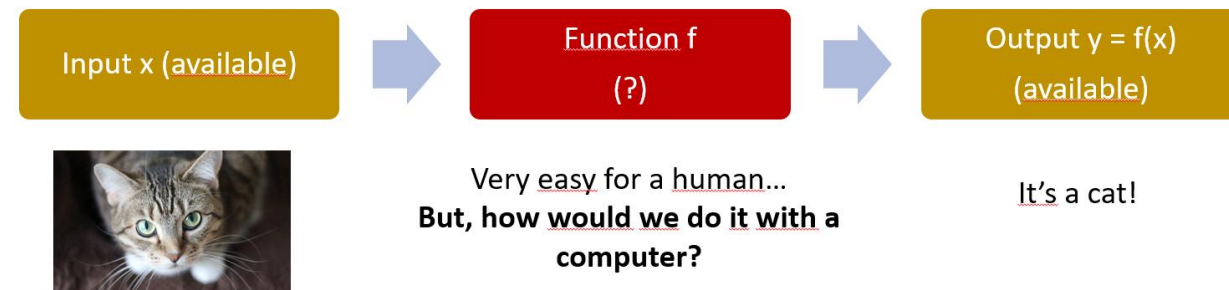 Input x (available)
Function f
(?)
Output y = f(x)
(available)
Very easy for a human...
But, how would we do it with a
computer?
It's a cat!